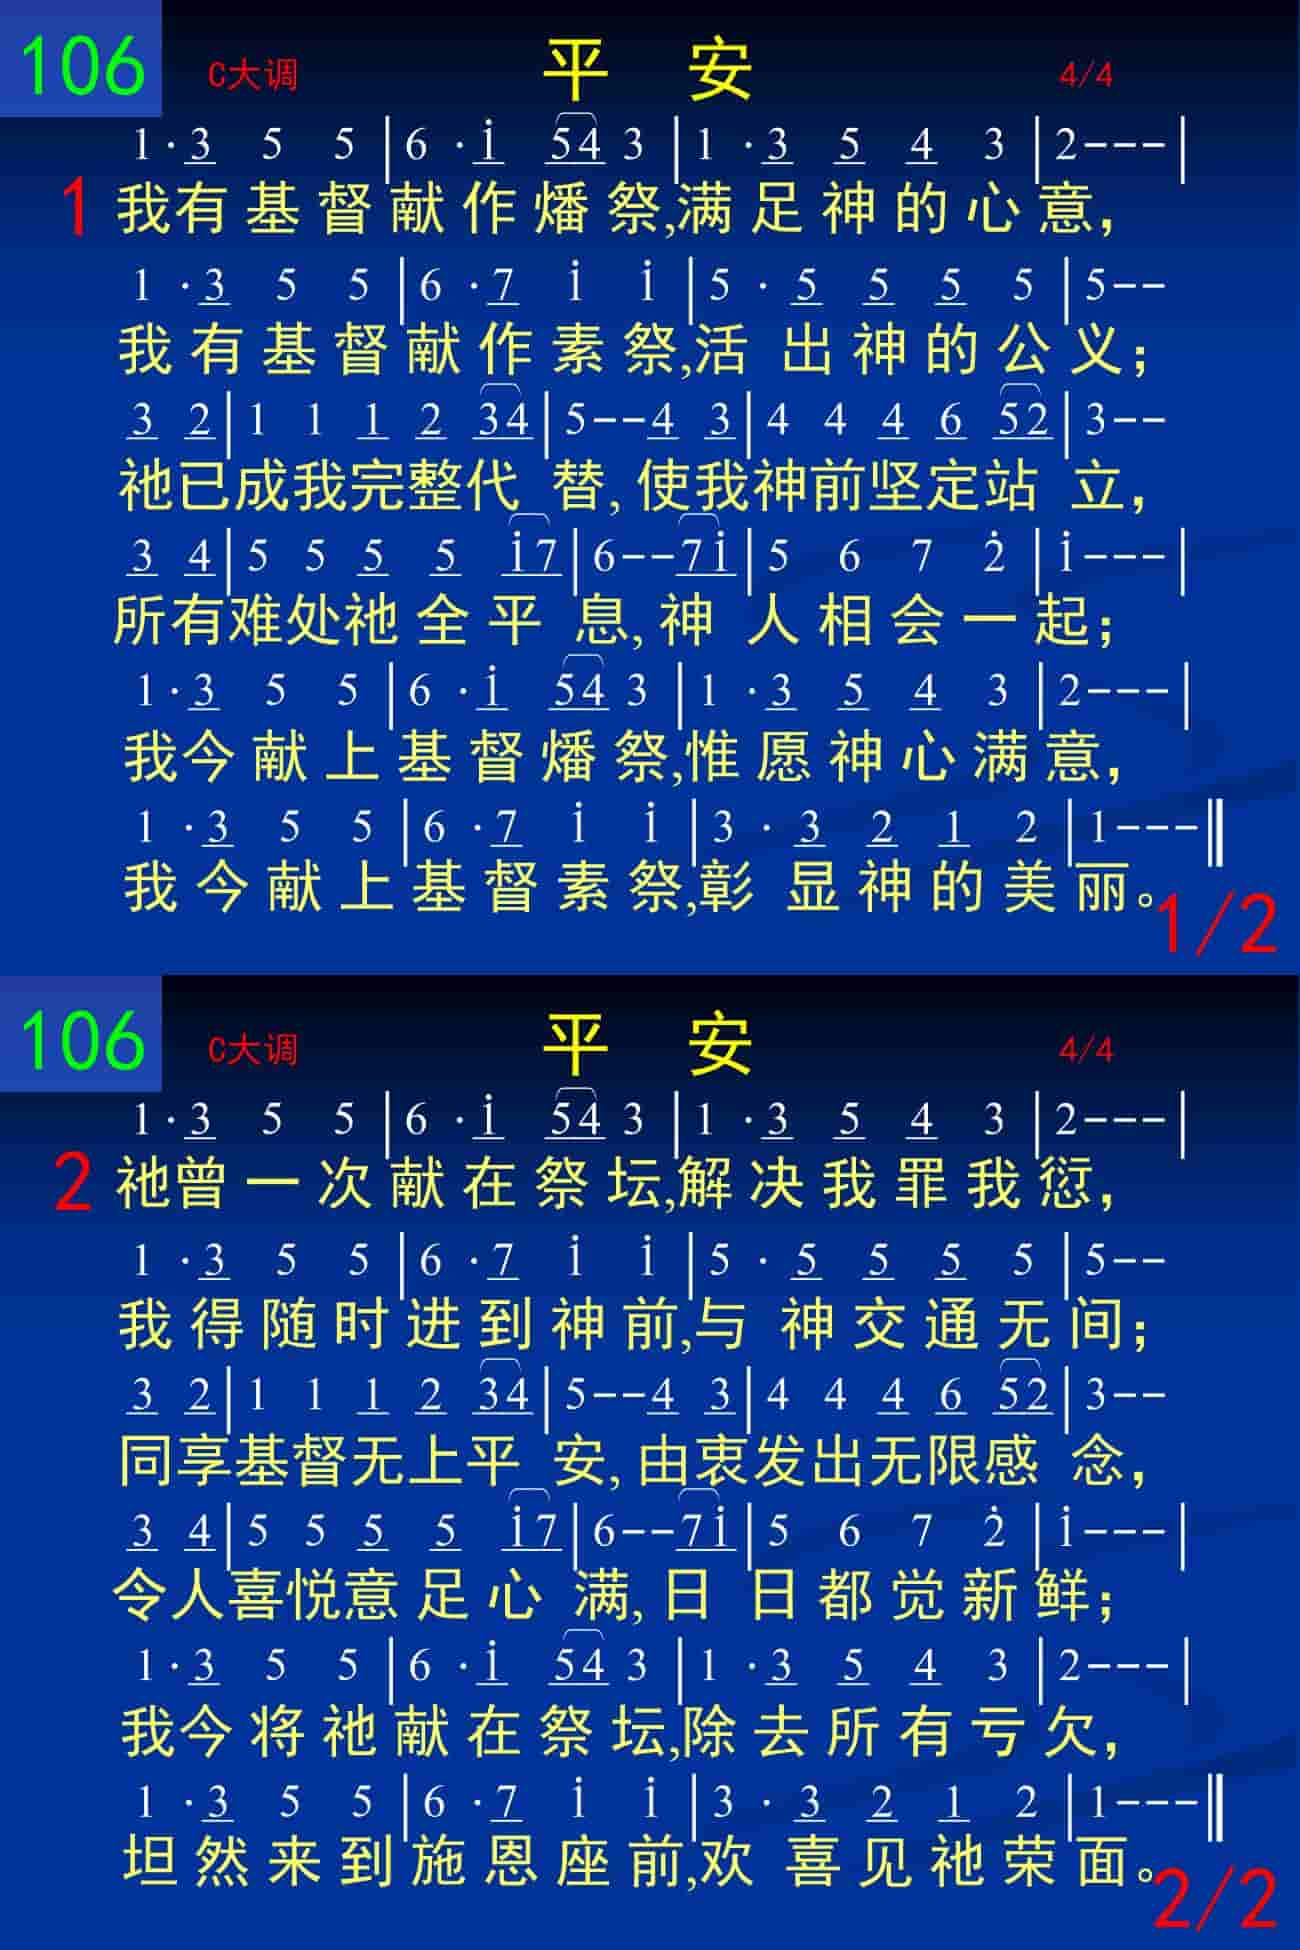 106 C大调 平 安 4/4
1·3 5 5 | 6·i 54 3 | 1·3 5 4 3 | 2--- |
1 我有基督献作燔祭,满足神的心意，
1·3 5 5 | 6·7 i i | 5·5 5 5 5 | 5--
我有基督献作素祭,活出神的公义；
3 2 | 1 1 1 2 34 | 5--4 3 | 4 4 4 6 52 | 3--
祂已成我完整代 替, 使我神前坚定站 立，
3 4 | 5 5 5 5 i7 | 6--7i | 5 6 7 2̇ | i--- |
所有难处祂全平 息, 神 人相会一起；
1·3 5 5 | 6·i 54 3 | 1·3 5 4 3 | 2--- |
我今献上基督燔祭,惟愿神心满意，
1·3 5 5 | 6·7 i i | 3·3 2 1 2 | 1--- ‖
我今献上基督素祭,彰显神的美丽。
1/2
106 C大调 平 安 4/4
1·3 5 5 | 6·i 54 3 | 1·3 5 4 3 | 2--- |
2 祂曾一次献在祭坛,解决我罪我愆，
1·3 5 5 | 6·7 i i | 5·5 5 5 5 | 5--
我得随时进到神前,与神交通无间；
3 2 | 1 1 1 2 34 | 5--4 3 | 4 4 4 6 52 | 3--
同享基督无上平 安, 由衷发出无限感 念，
3 4 | 5 5 5 5 i7 | 6--7i | 5 6 7 2̇ | i--- |
令人喜悦意足心 满, 日 日都觉新鲜；
1·3 5 5 | 6·i 54 3 | 1·3 5 4 3 | 2--- |
我今将祂献在祭坛,除去所有亏欠，
1·3 5 5 | 6·7 i i | 3·3 2 1 2 | 1--- ‖
坦然来到施恩座前,欢喜见祂荣面。
2/2